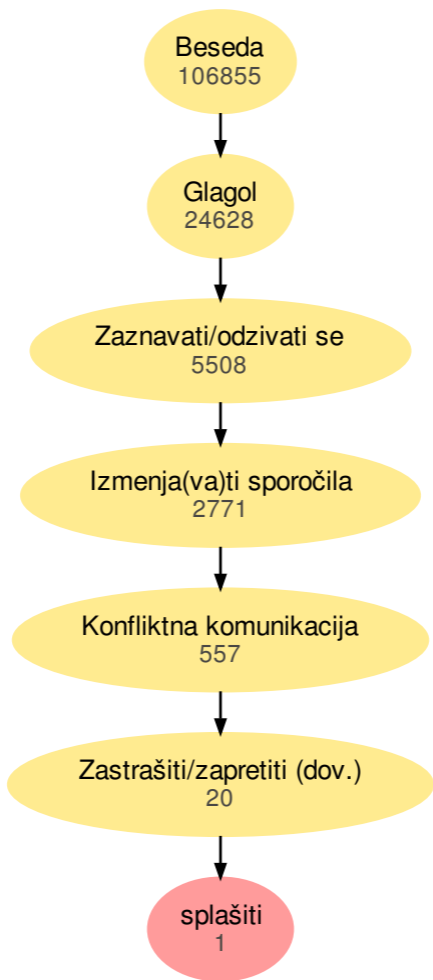 Beseda
106855
Glagol
24628
Zaznavati/odzivati se
5508
Izmenja(va)ti sporočila
2771
Konfliktna komunikacija
557
Zastrašiti/zapretiti (dov.)
20
splašiti
1